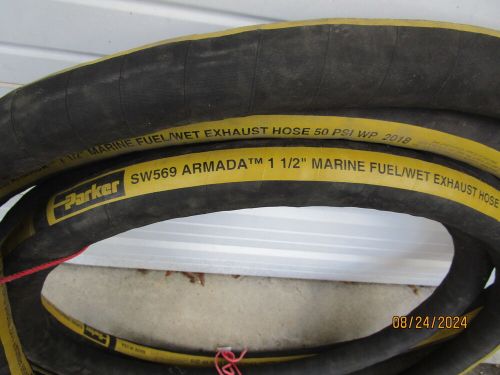 1 1/2" MARINE FUEL/WET EXHAUST HOSE 50 PSI WP 2018
Parker SW569 ARMADA™ 1 1/2" MARINE FUEL/WET EXHAUST HOSE
Parker
08/24/2024